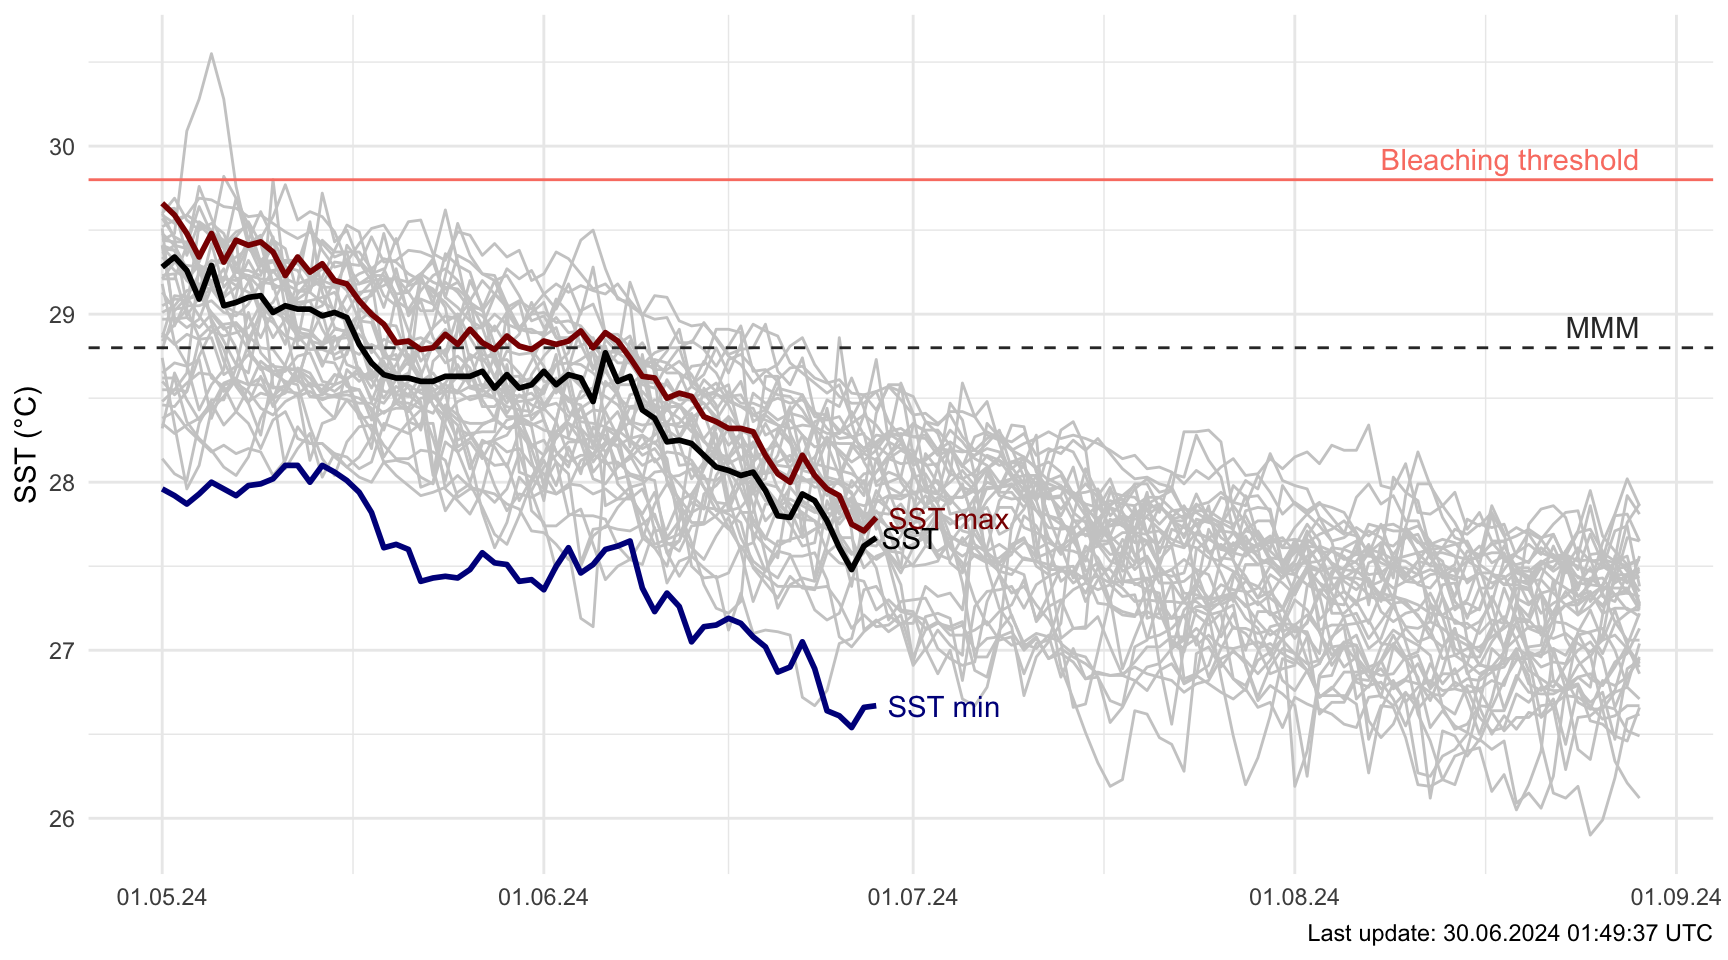 30
29
28
27
26
SST (°C)
Bleaching threshold
MMM
SST max
SST
SST min
01.05.24
01.06.24
01.07.24
01.08.24
01.09.24
Last update: 30.06.2024 01:49:37 UTC